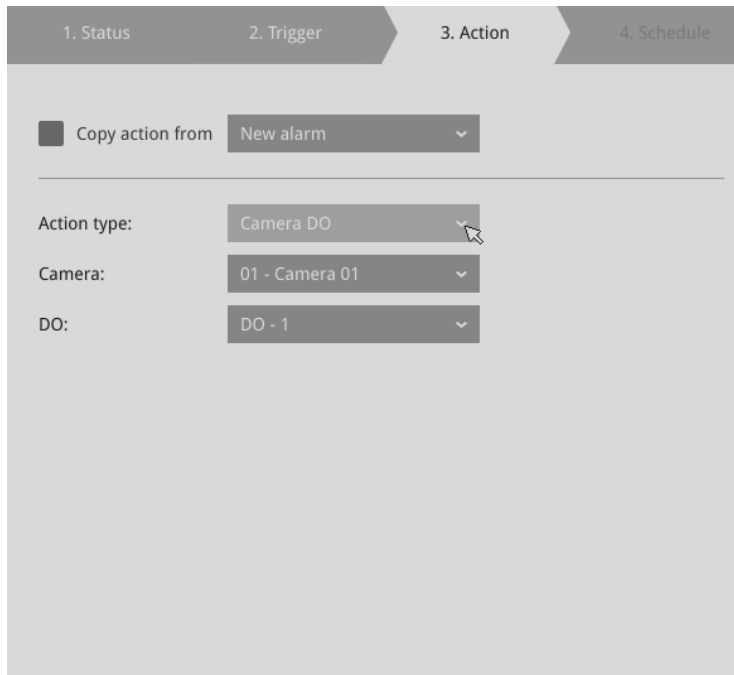 1. Status 2. Trigger 3. Action 4. Schedule
Copy action from New alarm
Action type: Camera DO
Camera: 01 - Camera 01
DO: DO - 1